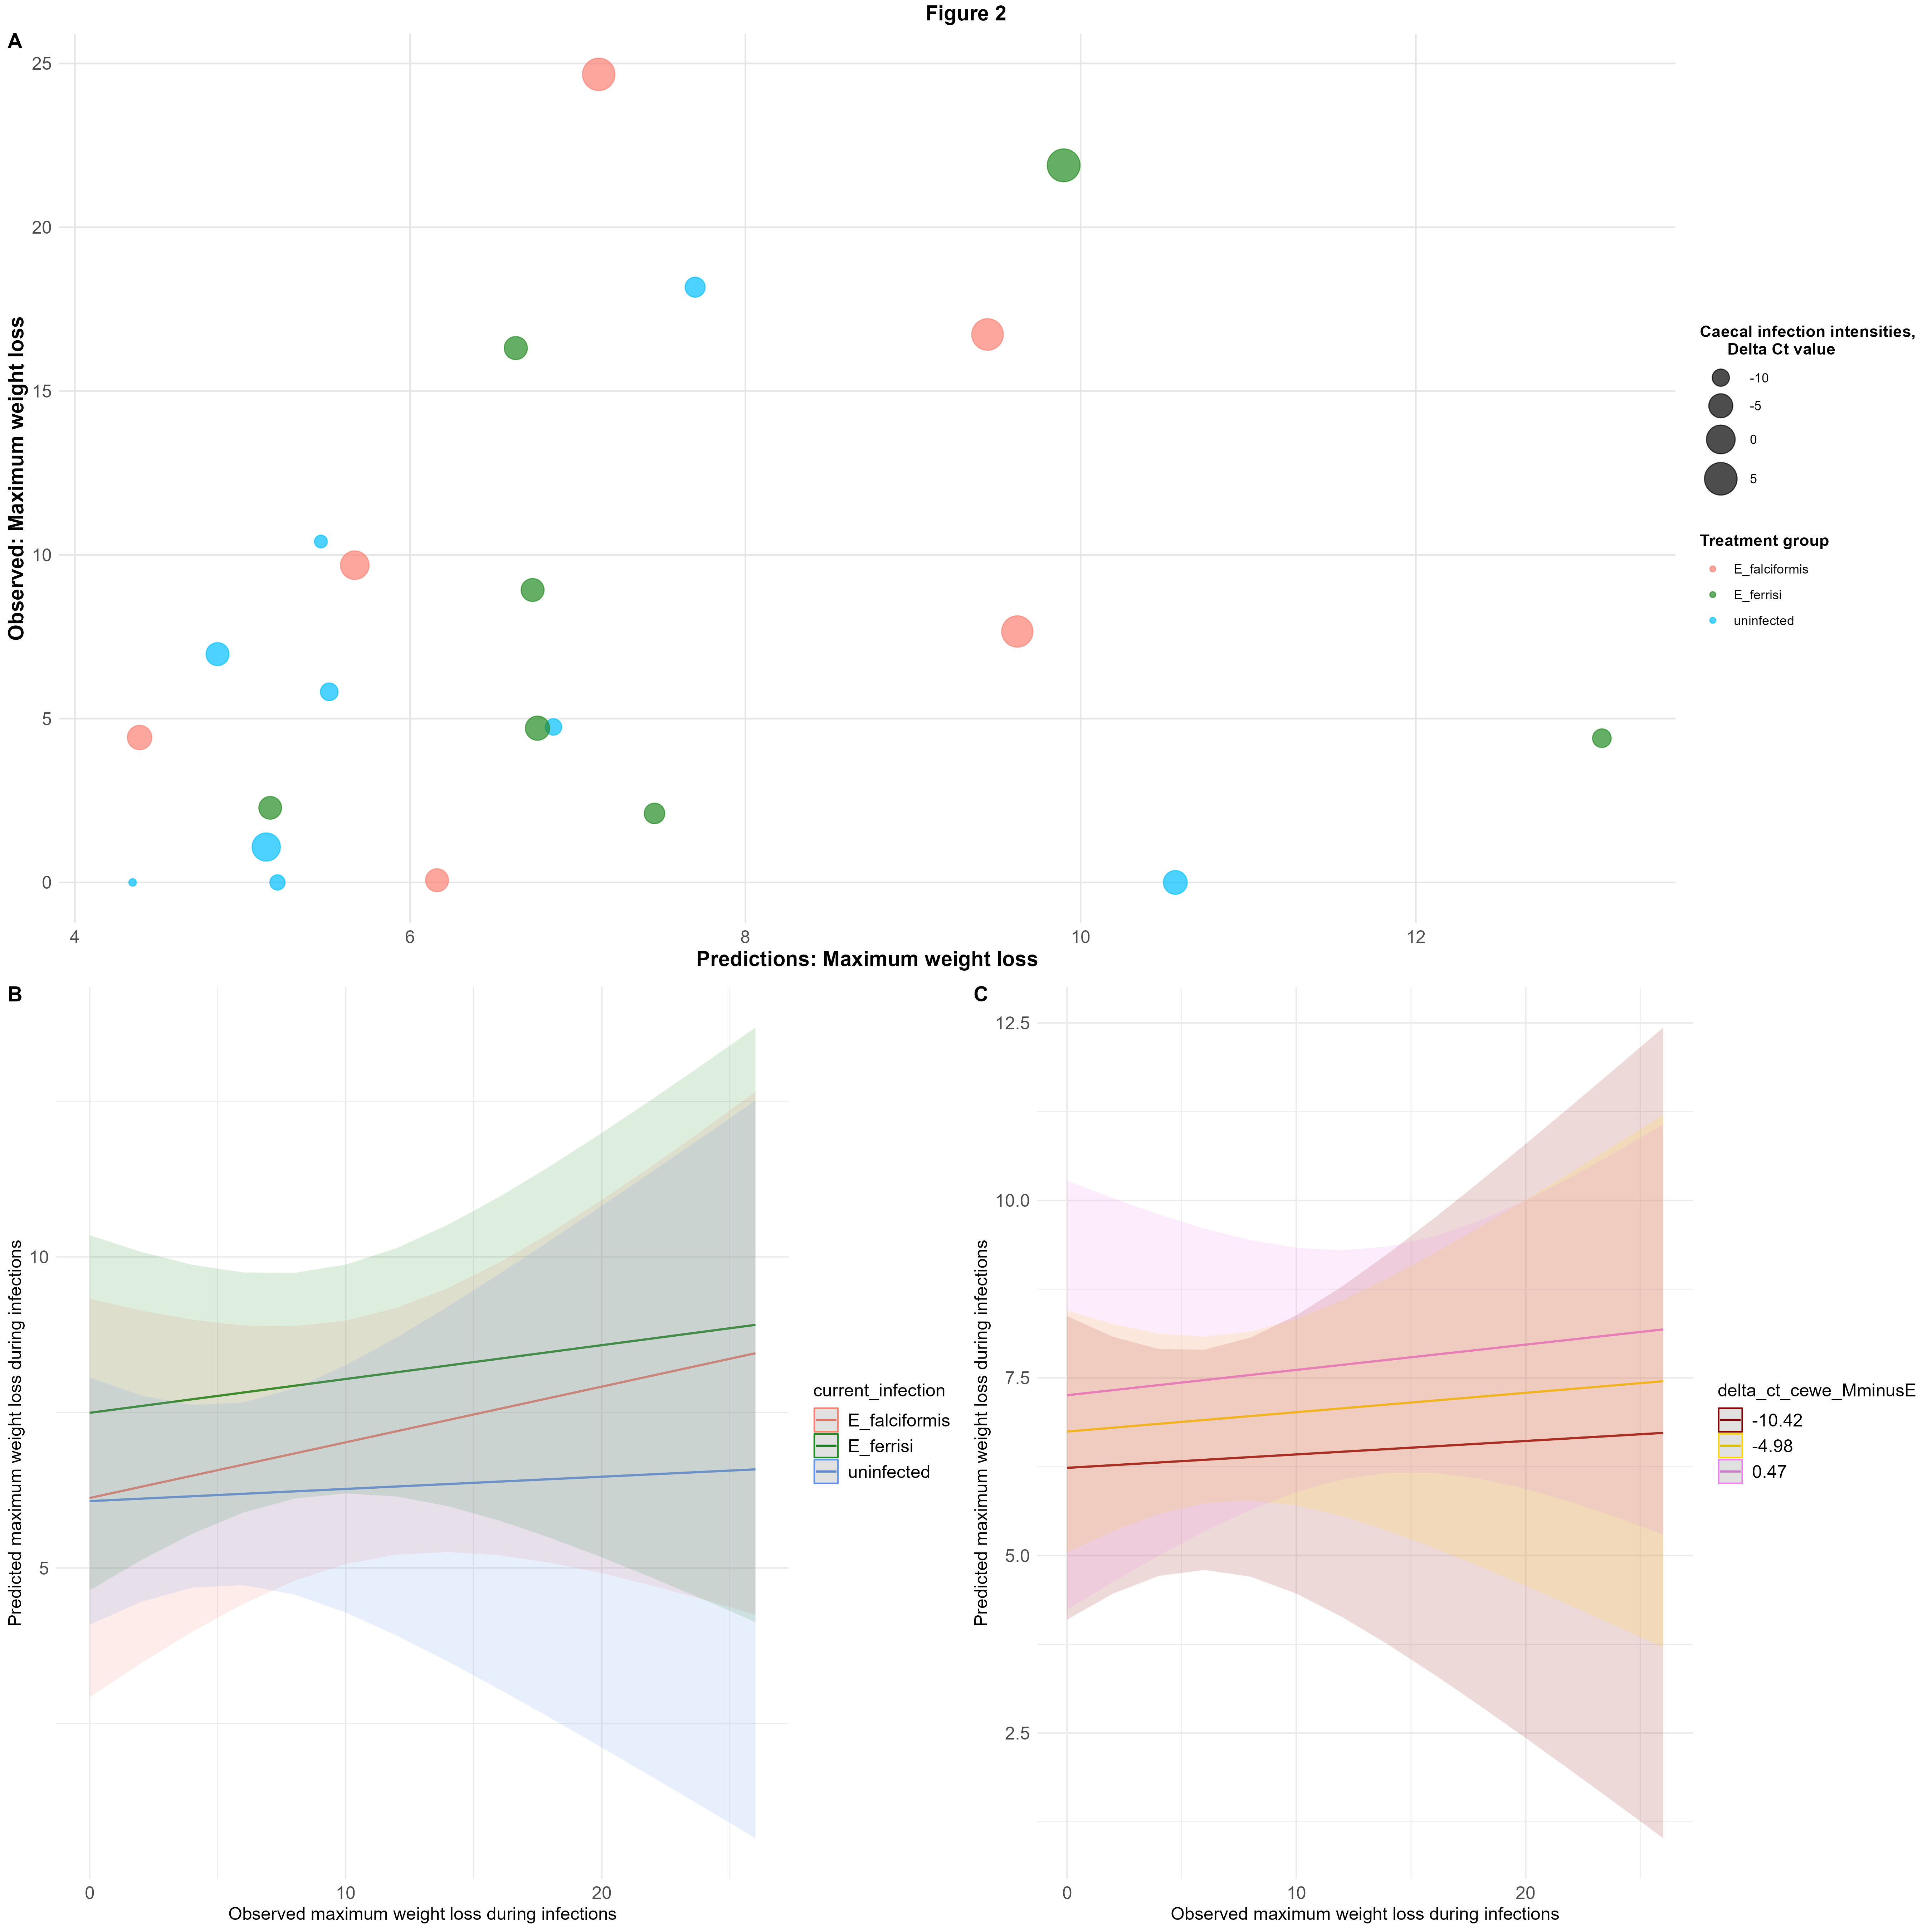 Figure 2
A
25
20
15
10
5
0
Observed: Maximum weight loss
4
6
8
10
12
Predictions: Maximum weight loss
Caecal infection intensities,
Delta Ct value
-10
-5
0
5
Treatment group
E_falciformis
E_ferrisi
uninfected
B
10
5
Predicted maximum weight loss during infections
0
10
20
Observed maximum weight loss during infections
current_infection
E_falciformis
E_ferrisi
uninfected
C
12.5
10.0
7.5
5.0
2.5
Predicted maximum weight loss during infections
0
10
20
Observed maximum weight loss during infections
delta_ct_cewe_MminusE
-10.42
-4.98
0.47